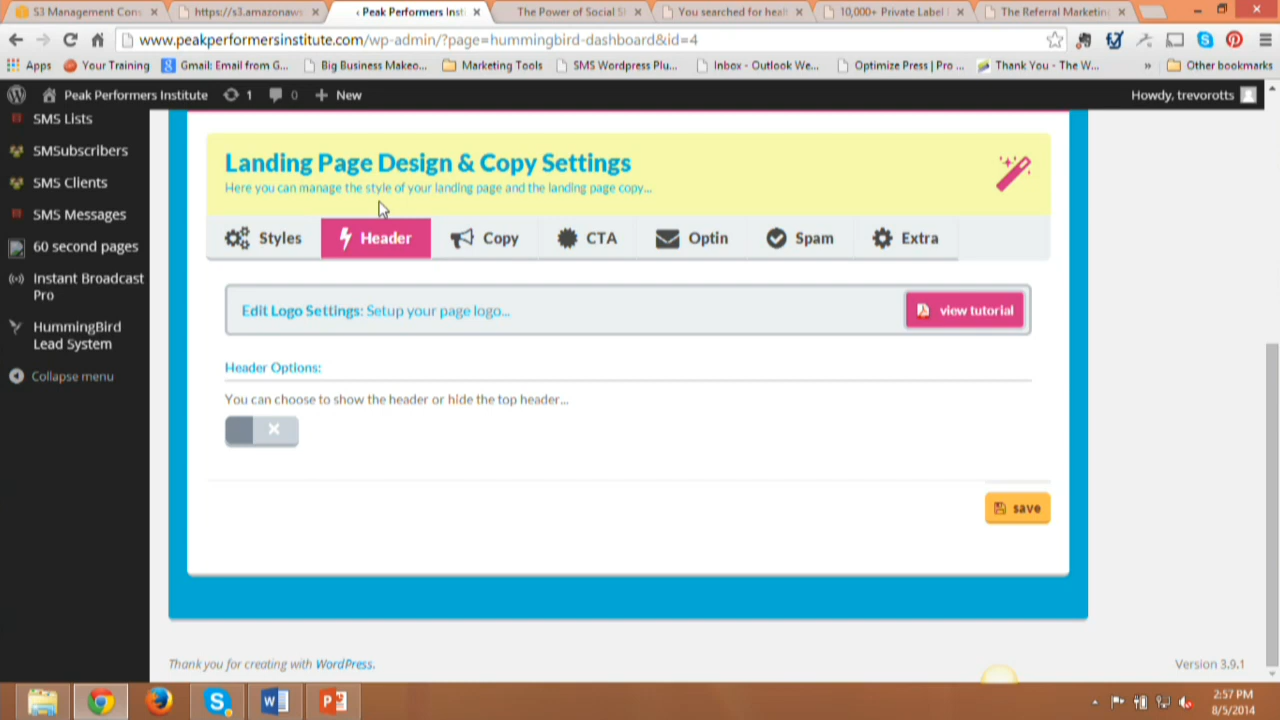 S3 Management Con
https://s3.amazonaw
Peak Performers Inst
The Power of Social S
You searched for heal
10,000+ Private Label
The Referral Marketin
www.peakperformersinstitute.com/wp-admin/?page=hummingbird-dashboard&id=4
Apps
Your Training
Gmail: Email from G...
Big Business Makeo...
Marketing Tools
SMS Wordpress Plu...
Inbox - Outlook We...
Optimize Press | Pro ...
Thank You - The W...
»
Other bookmarks
Peak Performers Institute
1
0
+ New
Howdy, trevorotts
SMS Lists
SMSubscribers
SMS Clients
SMS Messages
60 second pages
Instant Broadcast
Pro
HummingBird
Lead System
Collapse menu
Landing Page Design & Copy Settings
Here you can manage the style of your landing page and the landing page copy...
Styles
Header
Copy
CTA
Optin
Spam
Extra
Edit Logo Settings: Setup your page logo...
view tutorial
Header Options:
You can choose to show the header or hide the top header...
save
Thank you for creating with WordPress.
Version 3.9.1
2:57 PM
8/5/2014